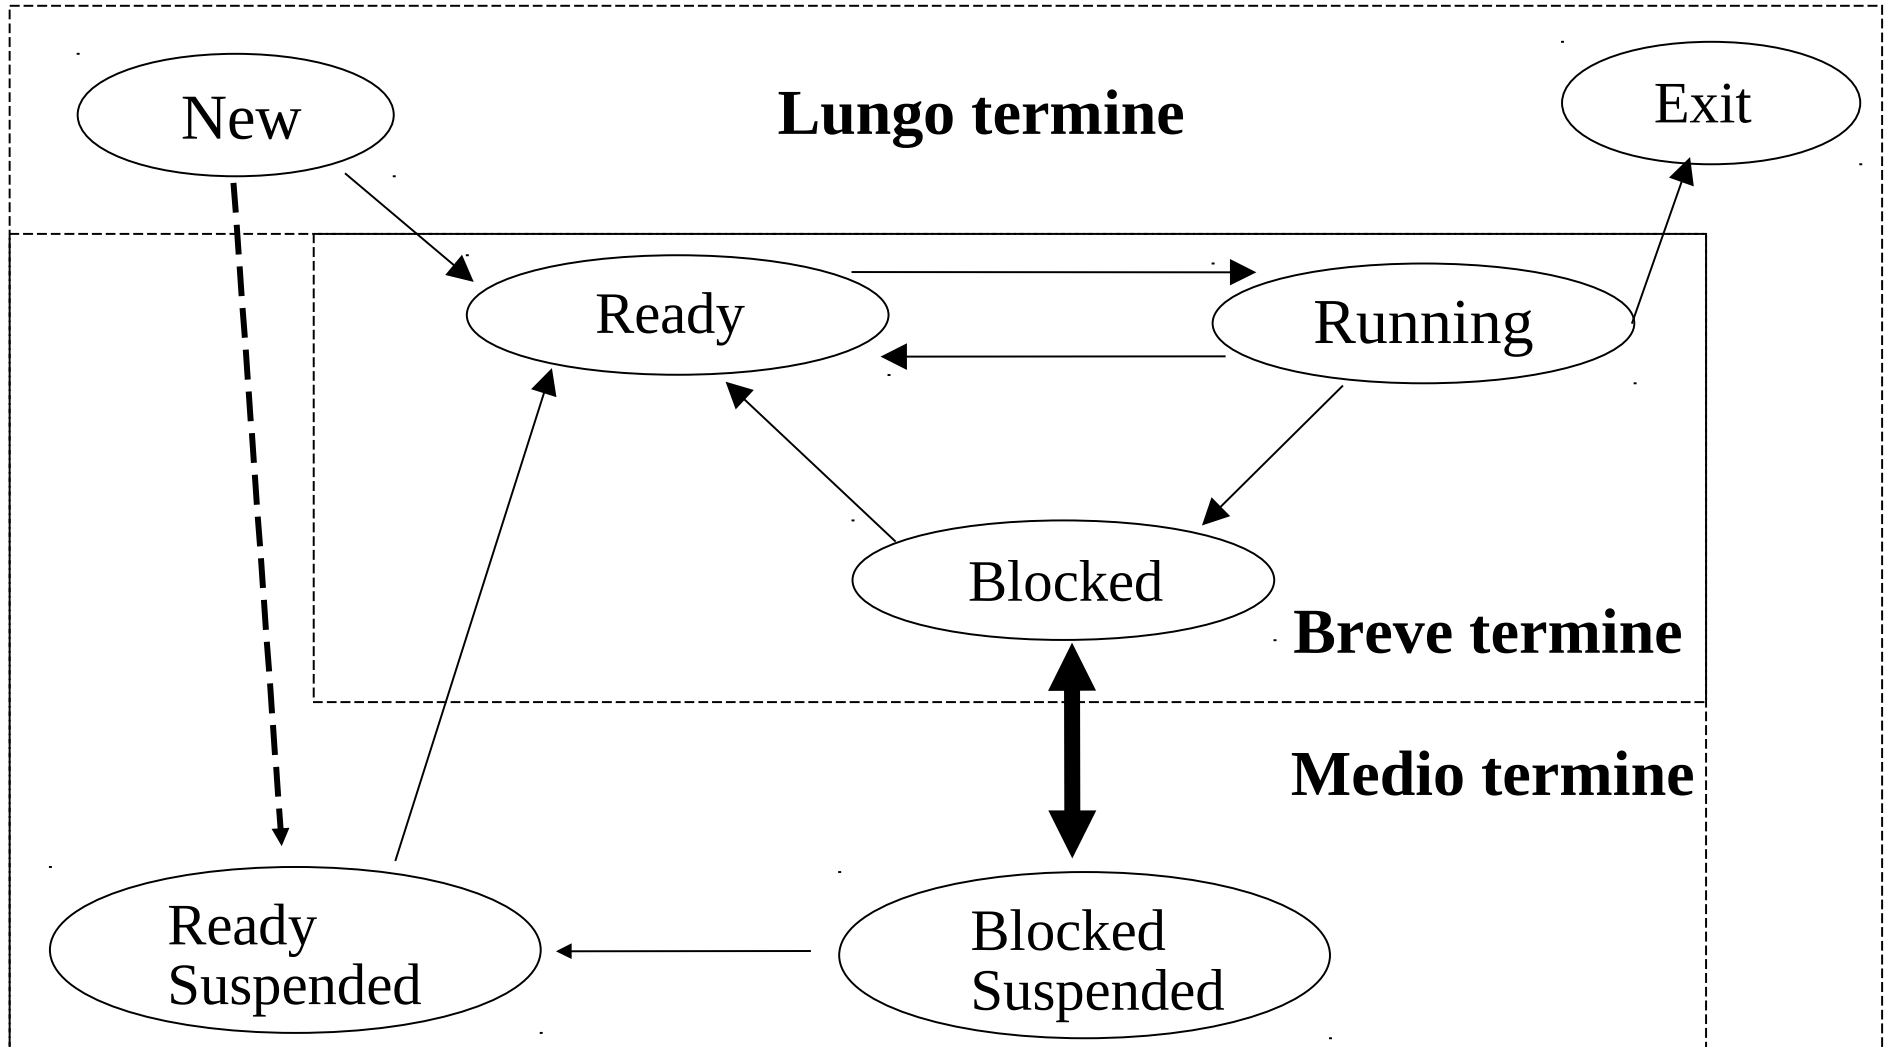 New
Lungo termine
Exit
Ready
Running
Blocked
Breve termine
Medio termine
Ready
Suspended
Blocked
Suspended